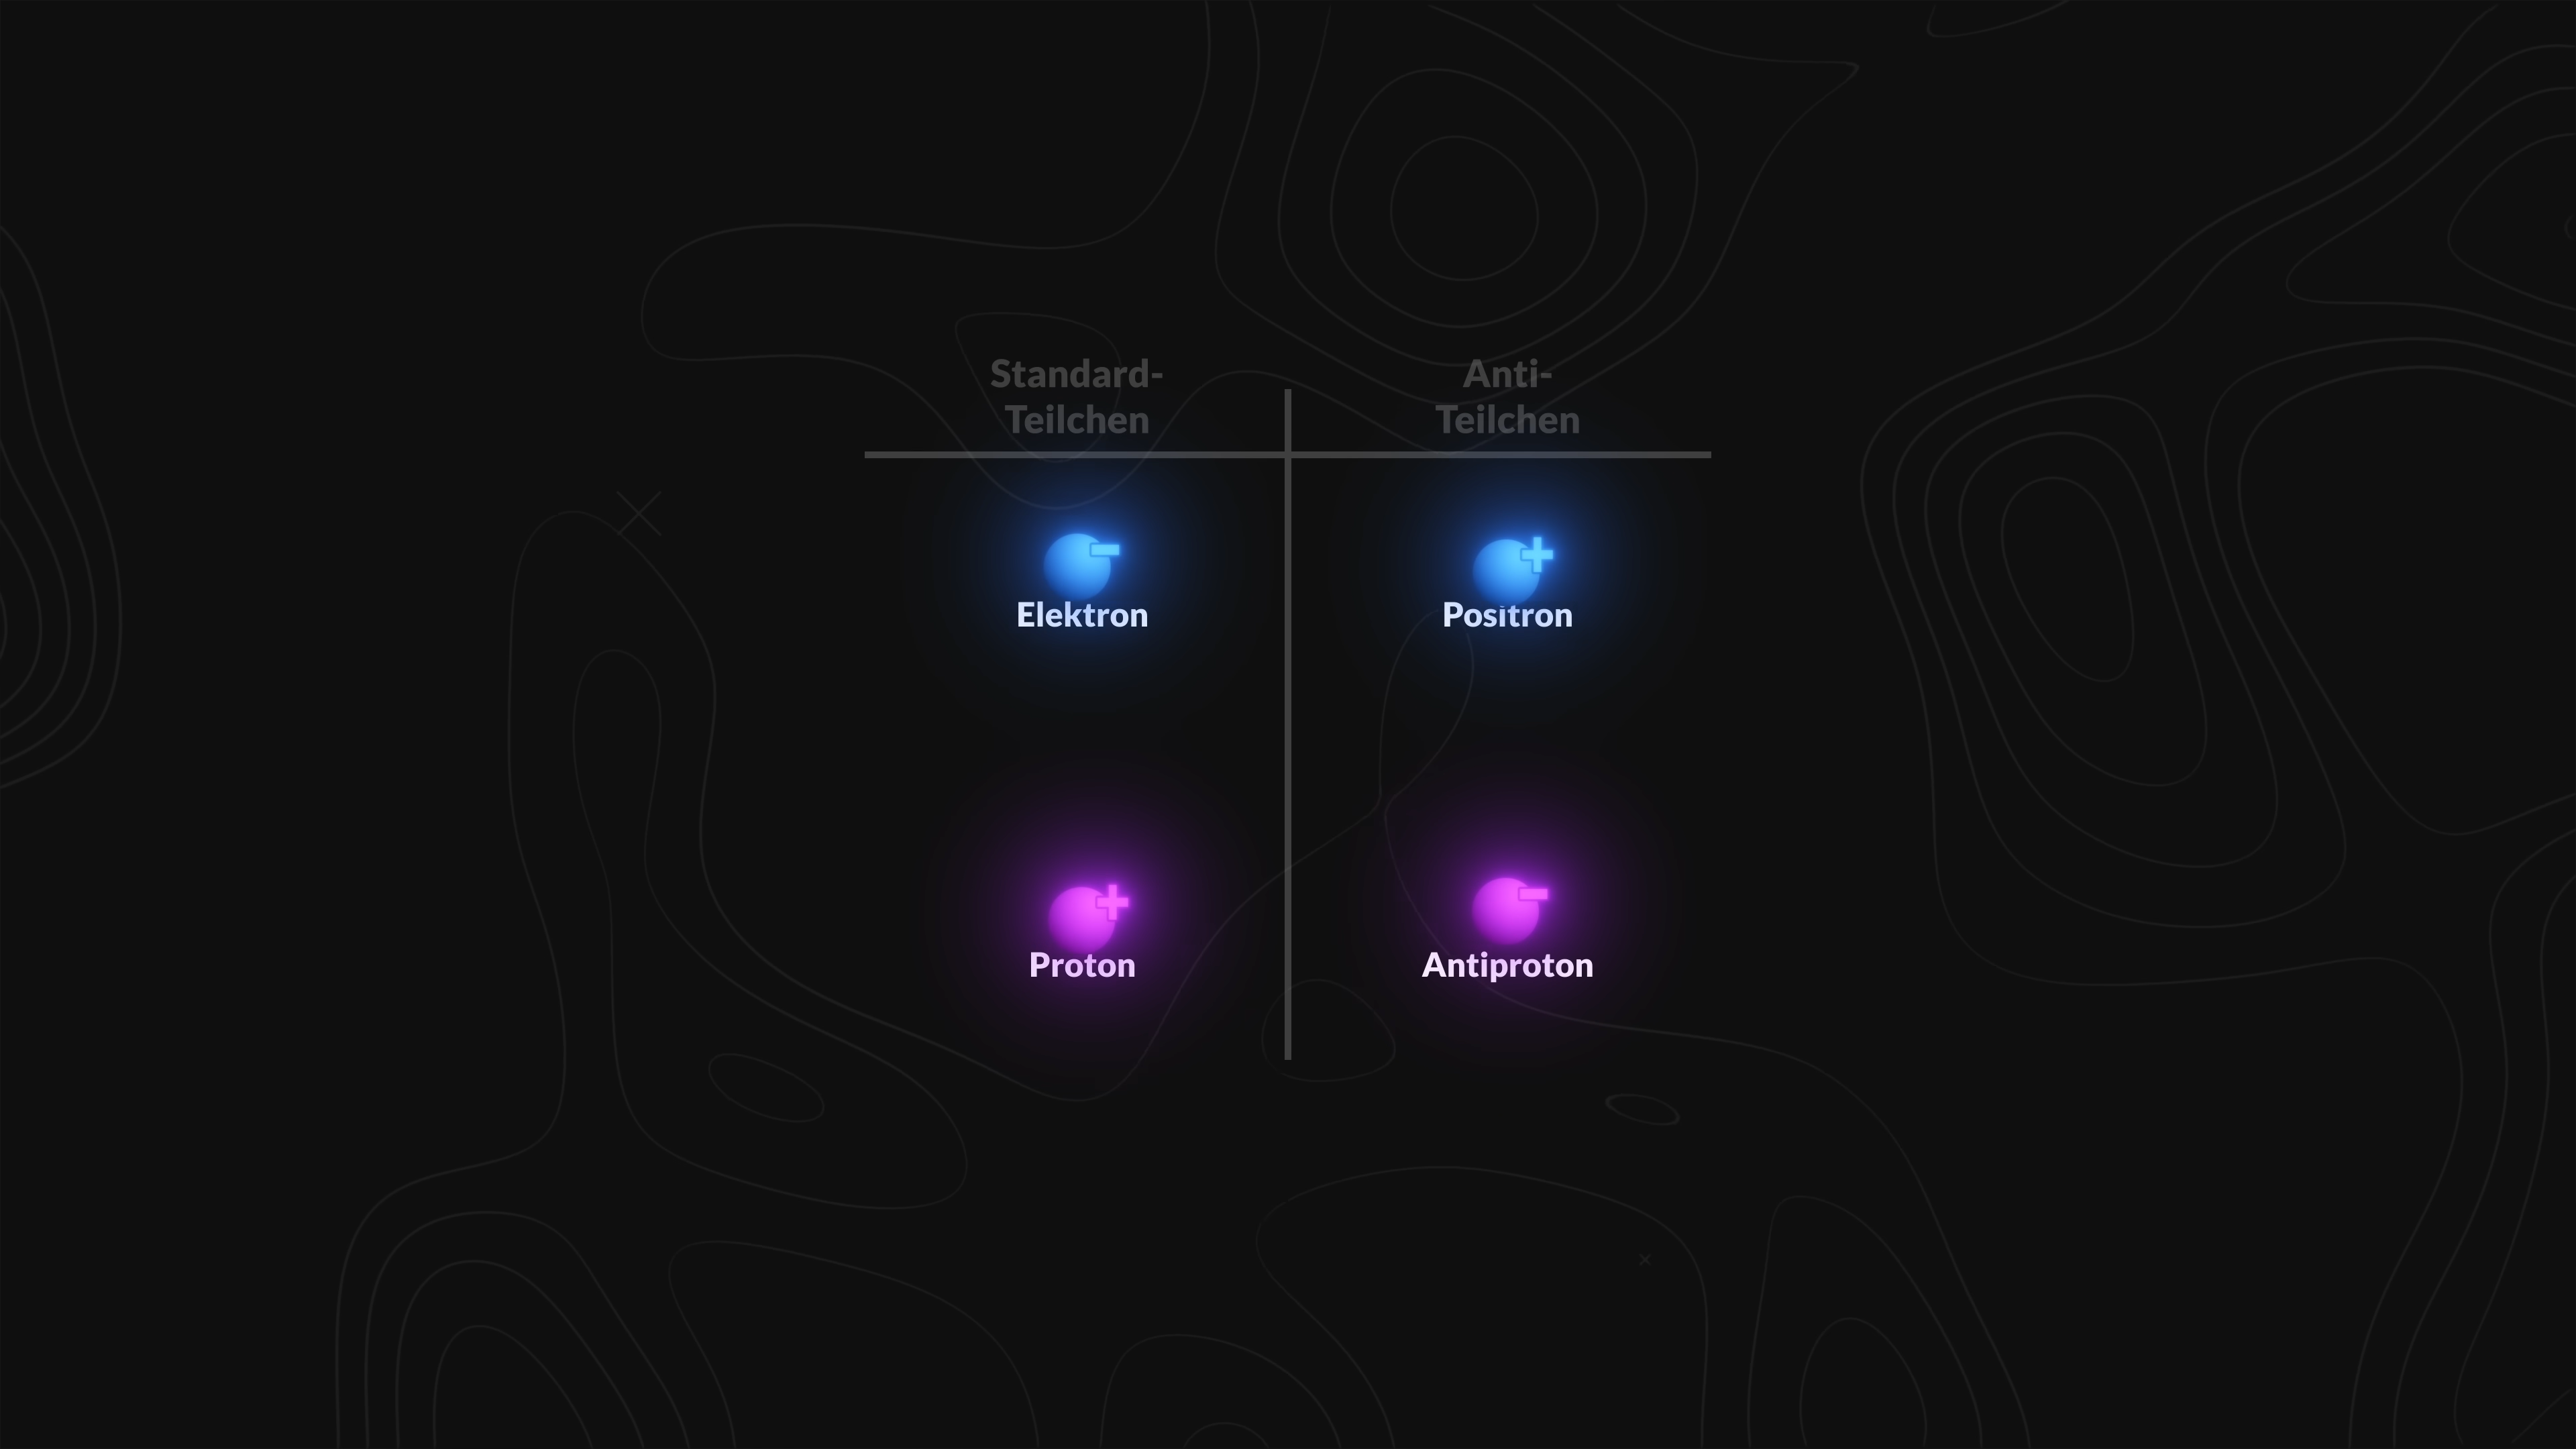 Standard-
Teilchen
Anti-
Teilchen
Elektron
Positron
Proton
Antiproton